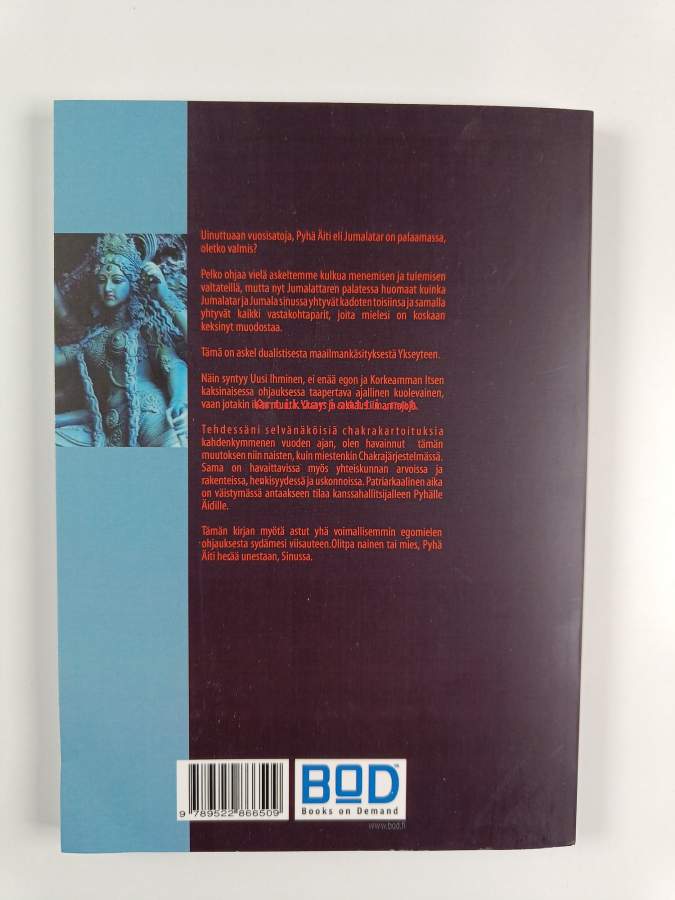 Uinuttuaan vuosisatoja, Pyhä Äiti eli Jumalatar on palaamassa,
oletko valmis?
Pelko ohjaa vielä askeltemme kulkua menemisen ja tulemisen
valtateillä, mutta nyt Jumalattaren palatessa huomaat kuinka
Jumalatar ja Jumala sinussa yhtyvät kadoten toisiinsa ja samalla
yhtyvät kaikki vastakohtaparit, joita mielesi on koskaan
keksinyt muodostaa.
Tämä on askel dualistisesta maailmankäsityksestä Ykseyteen.
Näin syntyy Uusi Ihminen, ei enää egon ja Korkeamman Itsen
kaksinaisessa ohjauksessa taapertava ajallinen kuolevainen,
vaan jotakin
Tehdessäni selvänäköisiä chakrakartoituksia
kahdenkymmenen vuoden ajan, olen havainnut tämän
muutoksen niin naisten, kuin miestenkin Chakrajärjestelmässä.
Sama on havaittavissa myös yhteiskunnan arvoissa ja
rakenteissa, henkisyydessä ja uskonnoissa. Patriarkaalinen aika
on väistymässä antaakseen tilaa kanssahallitsijalleen Pyhälle
Äidille.
Tämän kirjan myötä astut yhä voimallisemmin egomielen
ohjauksesta sydämesi viisauteen.Olitpa nainen tai mies, Pyhä
Äiti herää unestaan, Sinussa.
9 789522 866509
BOD
Books on Demand
www.bod.fi